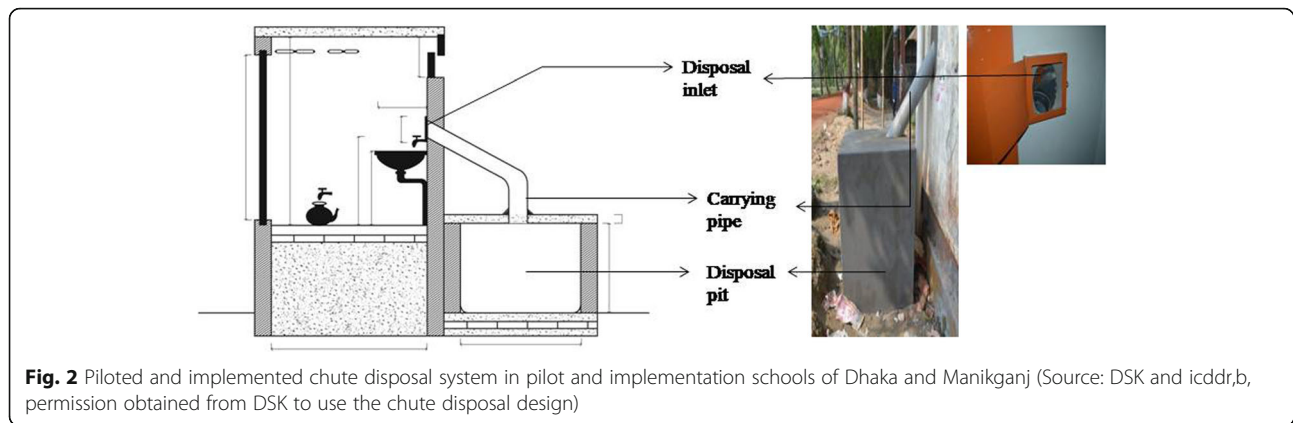 Disposal
inlet
Carrying
pipe
Disposal
pit
Fig. 2 Piloted and implemented chute disposal system in pilot and implementation schools of Dhaka and Manikganj (Source: DSK and icddr,b,
permission obtained from DSK to use the chute disposal design)